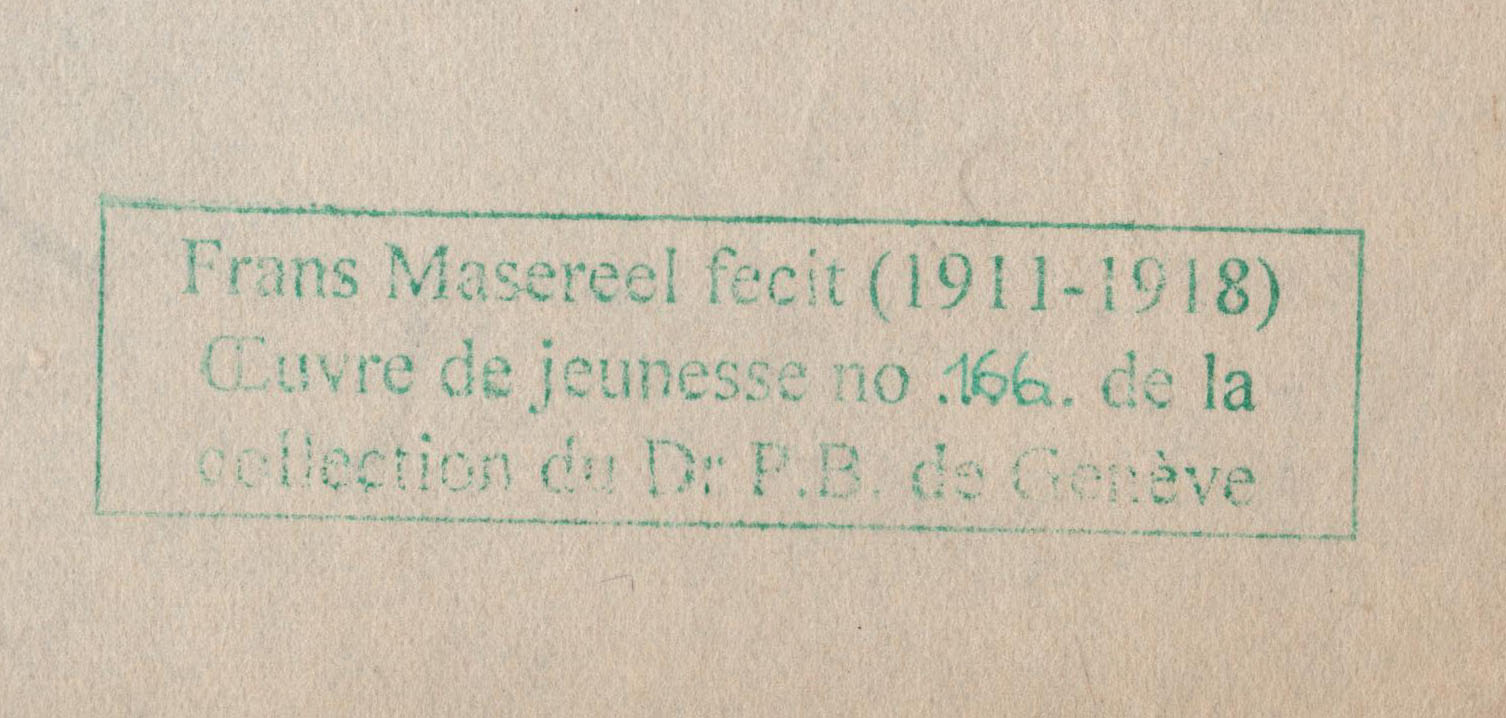 Frans Masereel fecit (1911-1918)
Œuvre de jeunesse no .166. de la
collection du Dr P.B. de Genève